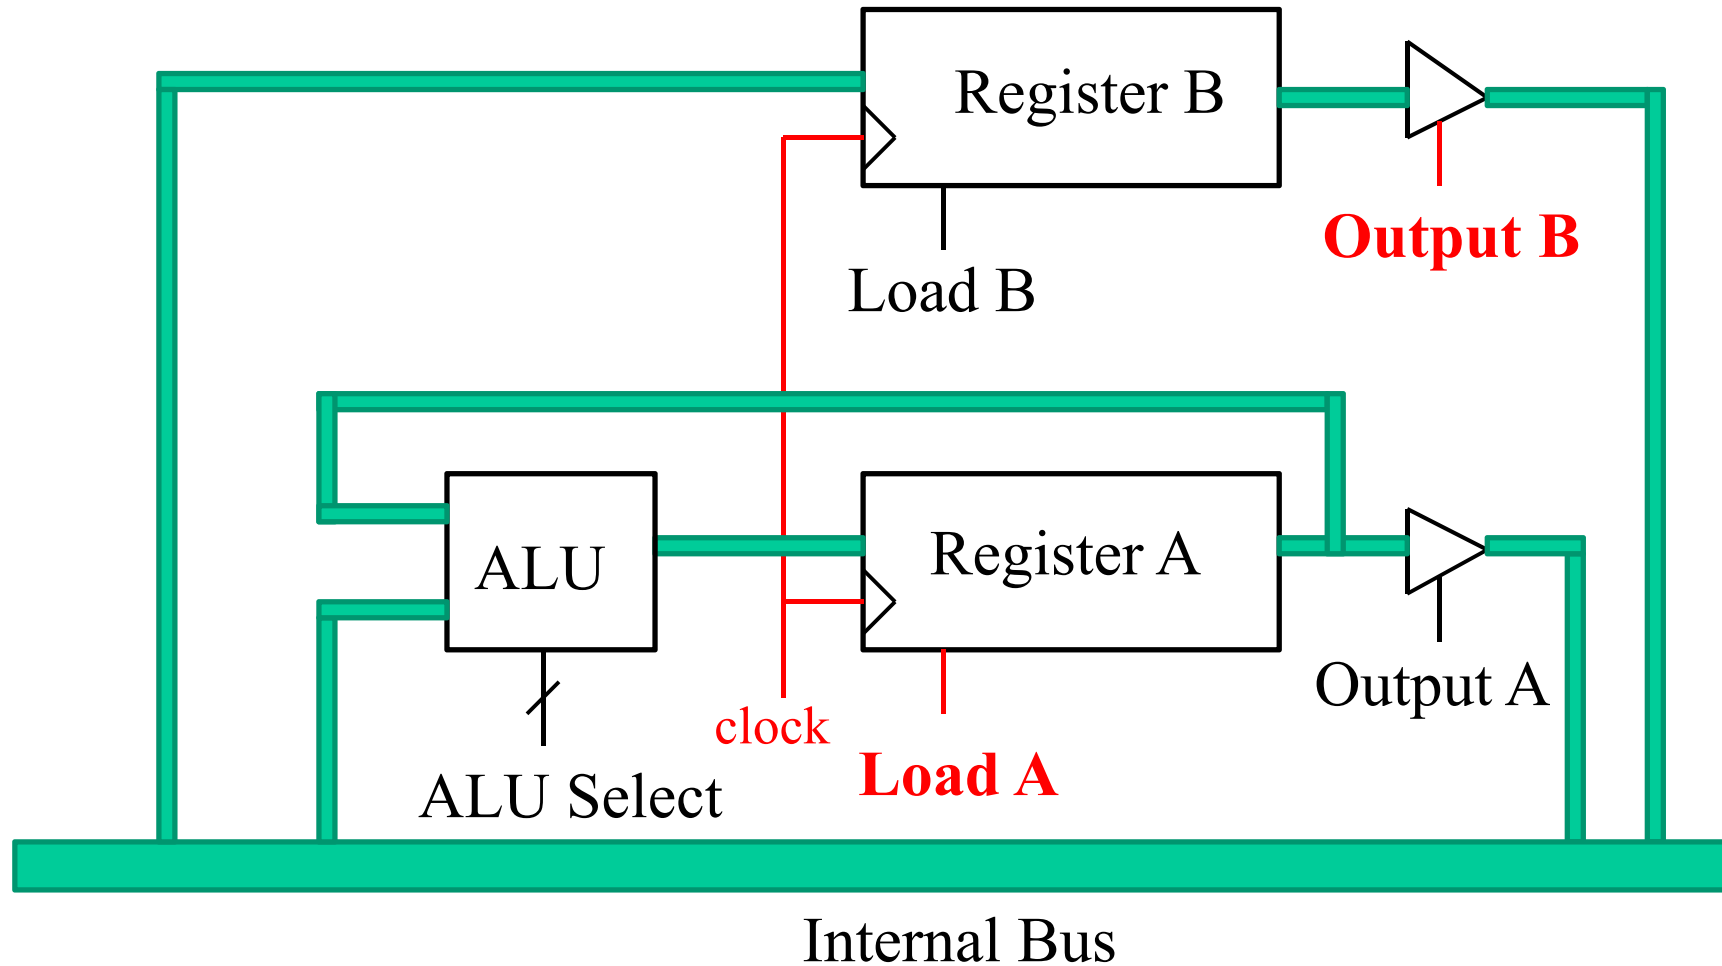 Register B
Output B
Load B
ALU
Register A
Output A
clock
Load A
ALU Select
Internal Bus